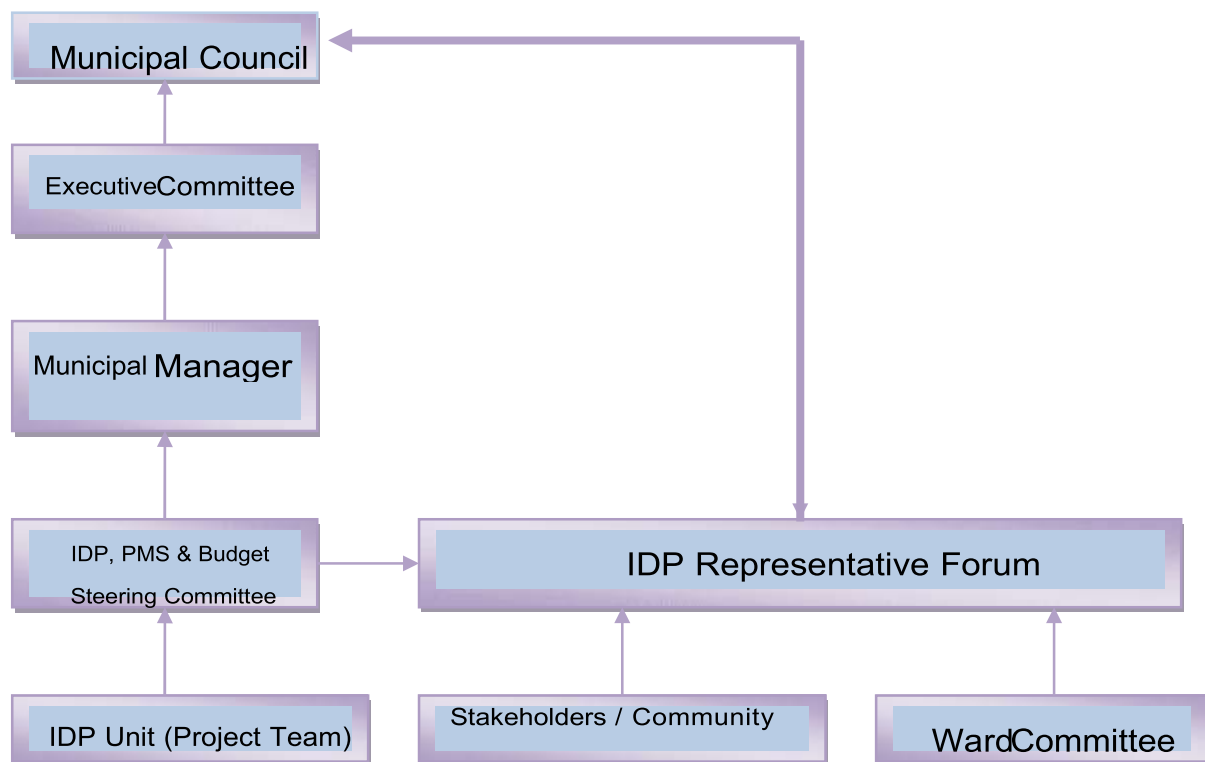 Municipal Council
ExecutiveCommittee
Municipal Manager
IDP, PMS & Budget
Steering Committee
IDP Representative Forum
IDP Unit (Project Team)
Stakeholders / Community
WardCommittee